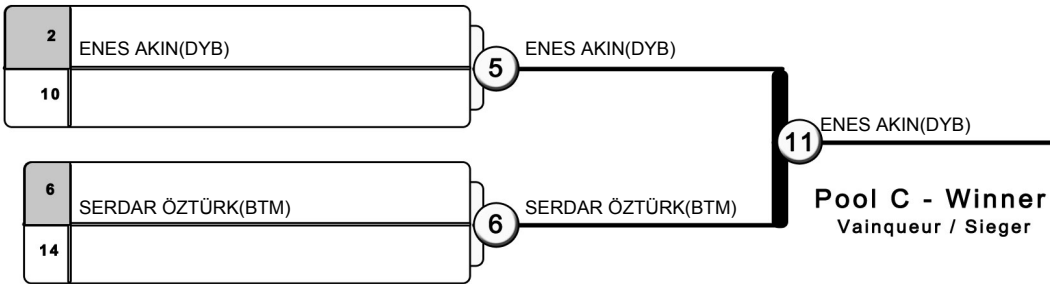 2
ENES AKIN(DYB)
10
5
ENES AKIN(DYB)
6
SERDAR ÖZTÜRK(BTM)
14
6
SERDAR ÖZTÜRK(BTM)
11
ENES AKIN(DYB)
Pool C - Winner
Vainqueur / Sieger